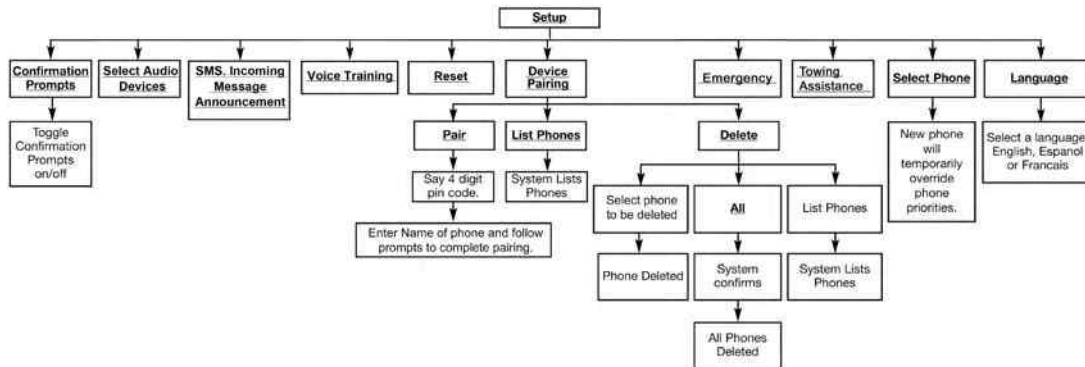 Setup
Confirmation
Prompts
Select Audio
Devices
SMS. Incoming
Message
Announcement
Voice Training
Reset
Device
Pairing
Emergency
Towing
Assistance
Select Phone
Language
Toggle
Confirmation
Prompts
on/off
Pair
List Phones
Delete
New phone
will
temporarily
override
phone
priorities.
Select a language
English, Espanol
or Francais
Say 4 digit
pin code.
System Lists
Phones
Select phone
to be deleted
All
List Phones
Enter Name of phone and follow
prompts to complete pairing.
Phone Deleted
System
confirms
System Lists
Phones
All Phones
Deleted